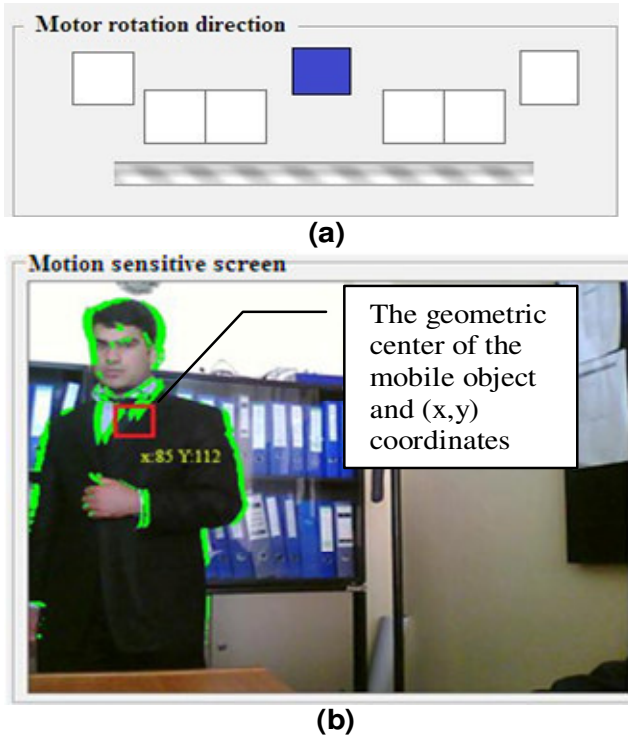 Motor rotation direction
(a)
Motion sensitive screen
The geometric
center of the
mobile object
and (x,y)
coordinates
x:85 Y:112
(b)